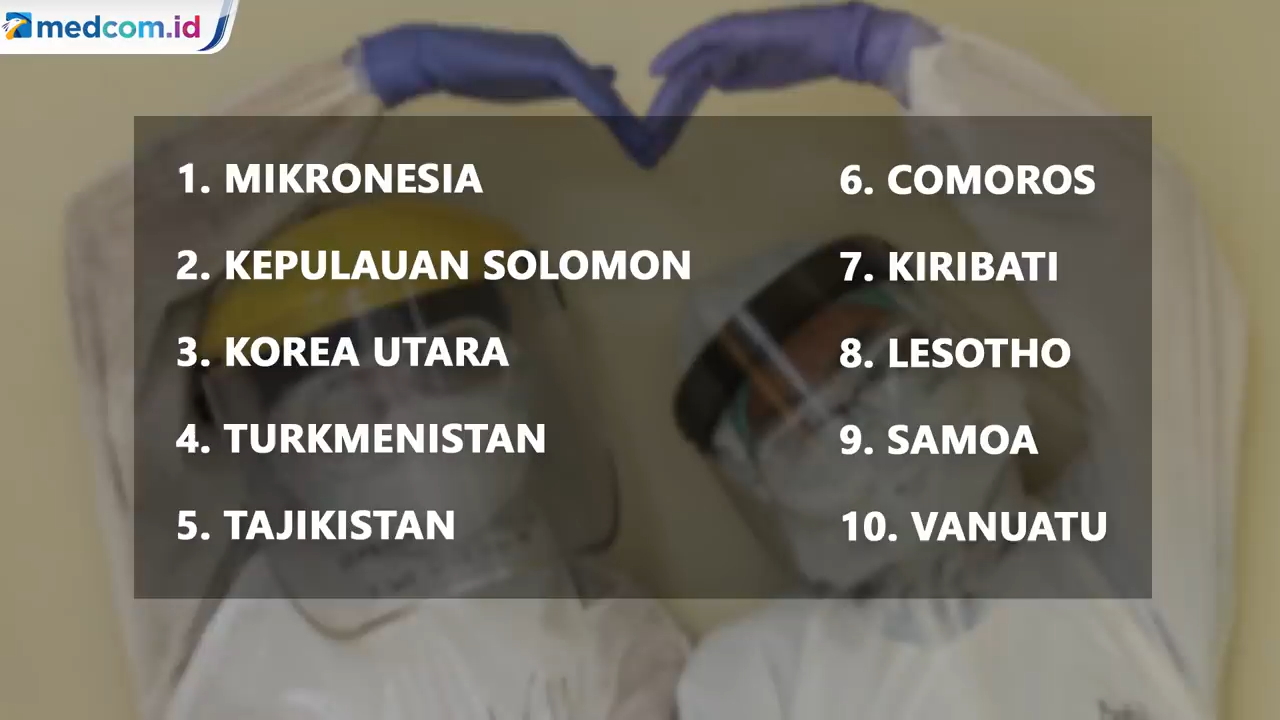 medcom.id
1. MIKRONESIA
2. KEPULAUAN SOLOMON
3. KOREA UTARA
4. TURKMENISTAN
5. TAJIKISTAN
6. COMOROS
7. KIRIBATI
8. LESOTHO
9. SAMOA
10. VANUATU